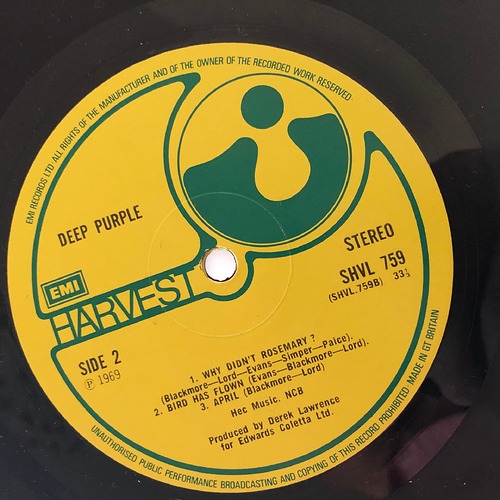 EMI RECORDS LTD ALL RIGHTS OF THE MANUFACTURER AND OF THE OWNER OF THE RECORDED WORK RESERVED
DEEP PURPLE
EMI
HARVEST
STEREO
SHVL 759
(SHVL.759B) 33⅓
SIDE 2
Ⓟ 1969
1. WHY DIDN'T ROSEMARY?
(Blackmore—Lord—Evans—Simper—Paice).
2. BIRD HAS FLOWN (Evans—Blackmore—Lord).
3. APRIL (Blackmore—Lord)
Hec Music. NCB
Produced by Derek Lawrence
for Edwards Coletta Ltd.
UNAUTHORISED PUBLIC PERFORMANCE BROADCASTING AND COPYING OF THIS RECORD PROHIBITED MADE IN GT BRITAIN